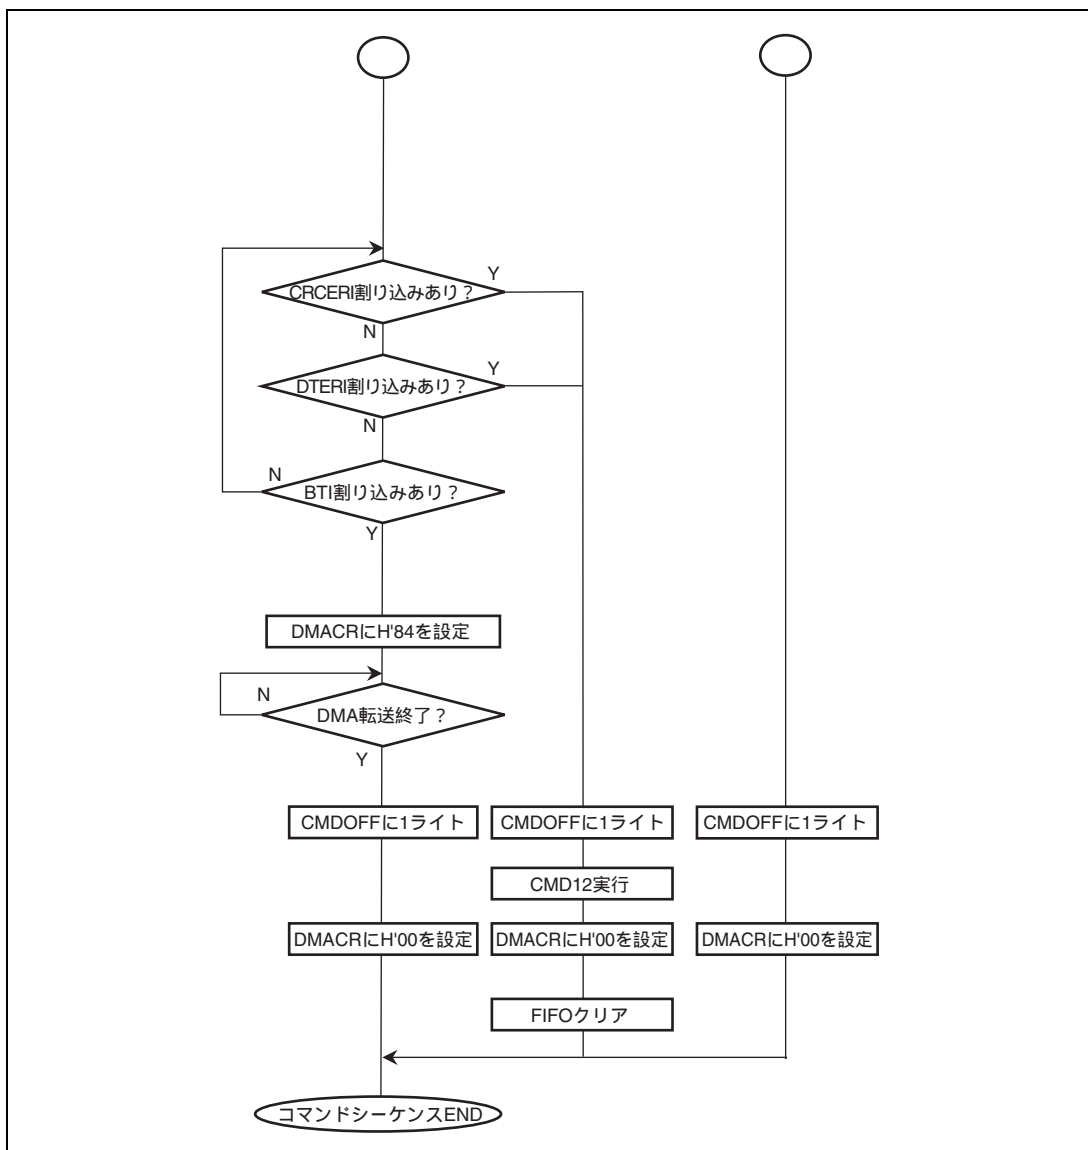 CRCERI割り込みあり？
Y
N
DTERI割り込みあり？
Y
N
BTI割り込みあり？
N
Y
DMACRにH'84を設定
DMA転送終了？
N
Y
CMDOFFに1ライト
CMDOFFに1ライト
CMDOFFに1ライト
CMD12実行
DMACRにH'00を設定
DMACRにH'00を設定
DMACRにH'00を設定
FIFOクリア
コマンドシーケンスEND